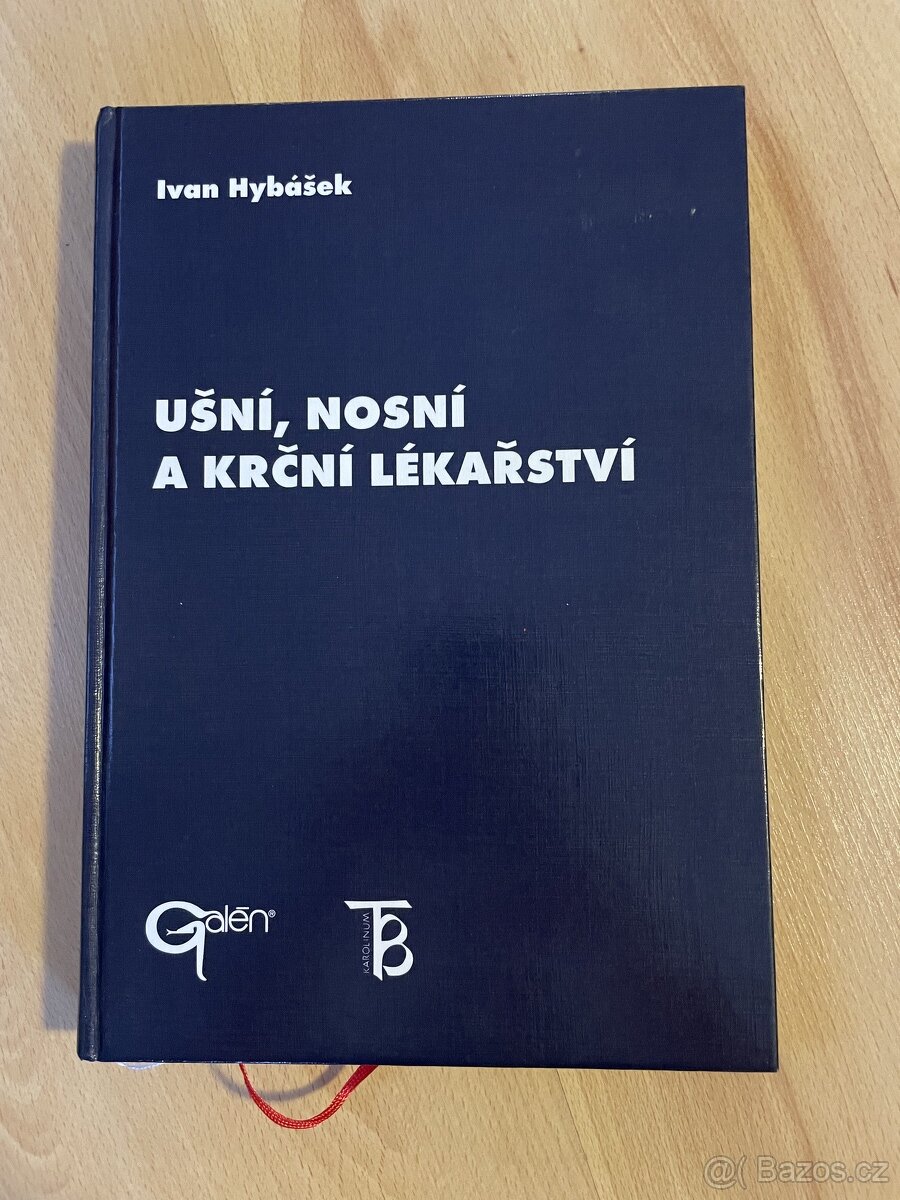 Ivan Hybášek
UŠNÍ, NOSNÍ
A KRČNÍ LÉKAŘSTVÍ
Galén®
KAROLINUM
@( Bazos.cz